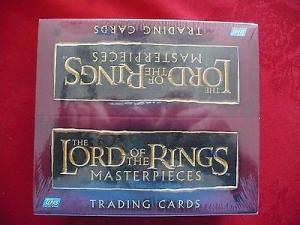 TRADING CARDS
THE
LORD OF THE RINGS
MASTERPIECES
THE
LORD OF THE RINGS
MASTERPIECES
TRADING CARDS